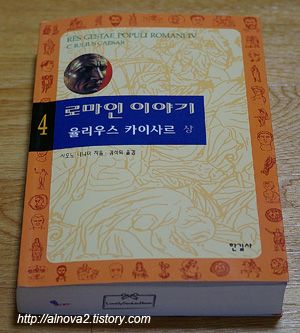 RES GESTAE POPULI ROMANI IV
C. IULIUS CAESAR
4
로마인 이야기
율리우스 카이사르 상
시오노 나나미 지음 · 김석희 옮김
한길사
http://alnova2.tistory.com/